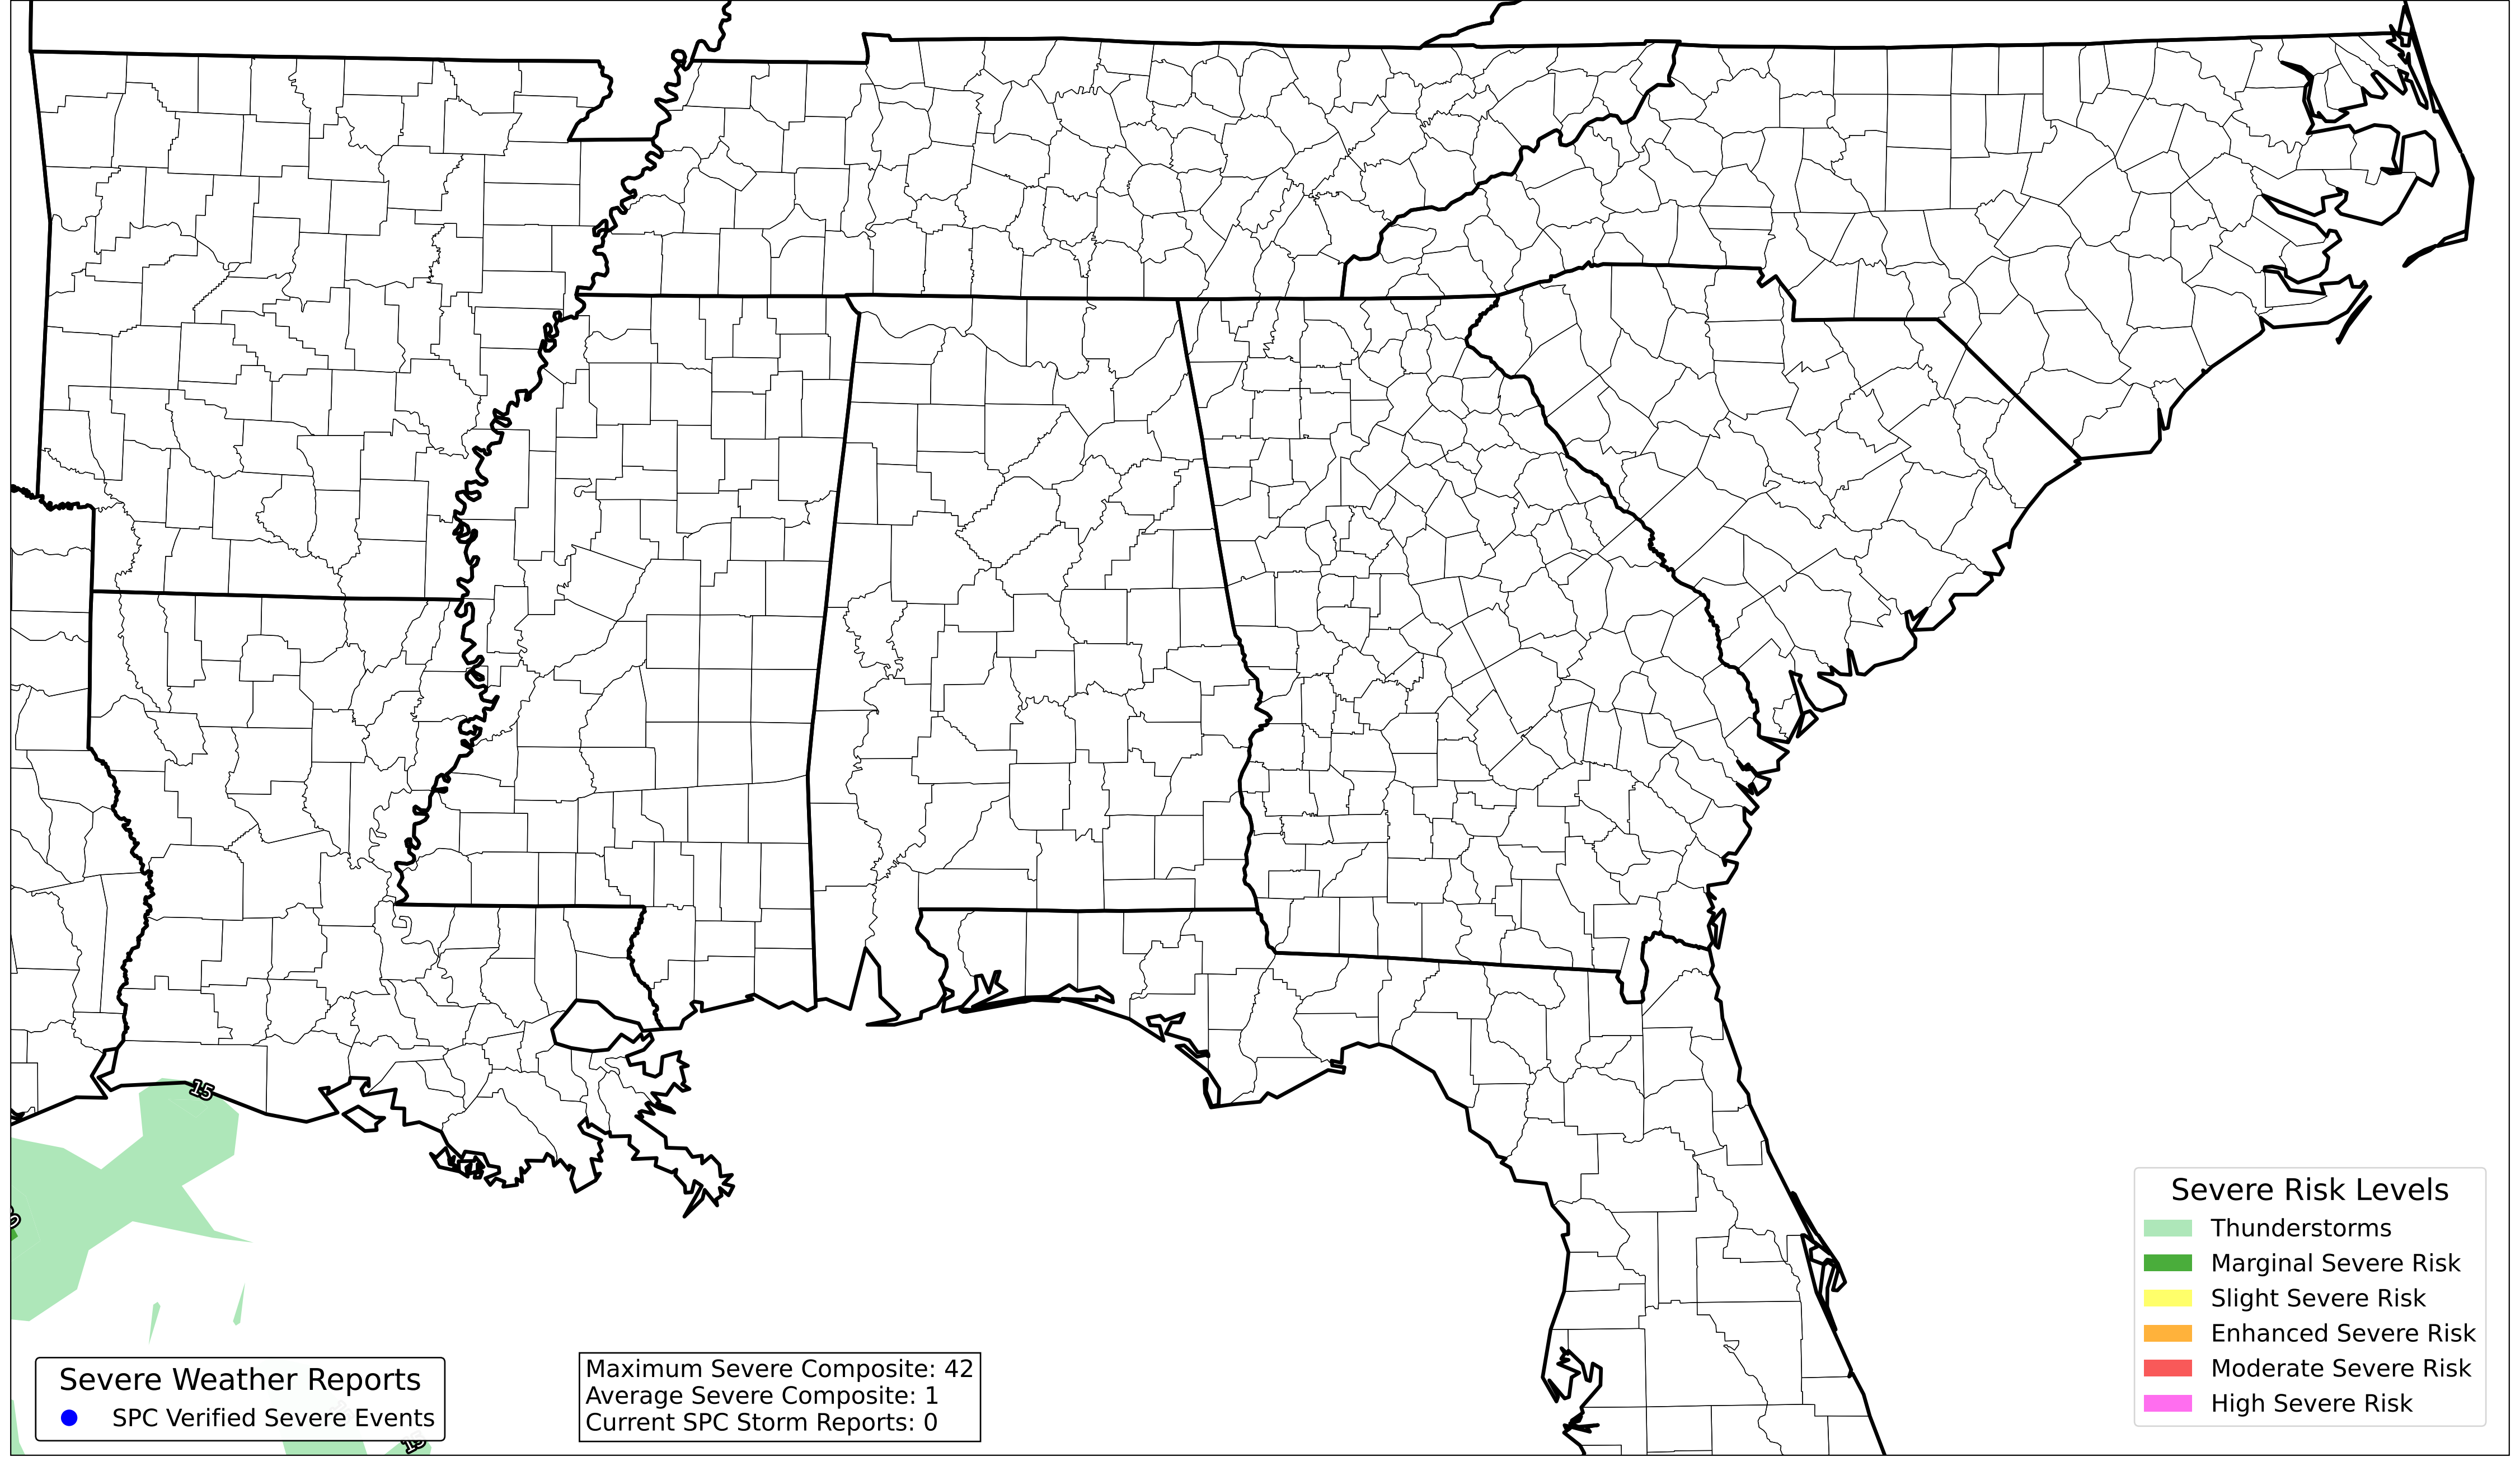 15
Severe Risk Levels
Thunderstorms
Marginal Severe Risk
Slight Severe Risk
Enhanced Severe Risk
Moderate Severe Risk
High Severe Risk
Severe Weather Reports
SPC Verified Severe Events
Maximum Severe Composite: 42
Average Severe Composite: 1
Current SPC Storm Reports: 0
15